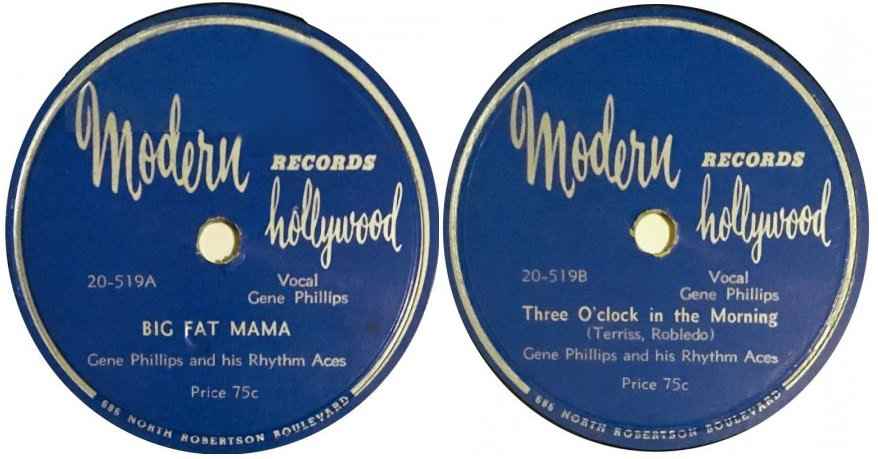 Modern RECORDS
hollywood
20-519A
Vocal
Gene Phillips
BIG FAT MAMA
Gene Phillips and his Rhythm Aces
Price 75c
686 NORTH ROBERTSON BOULEVARD
Modern RECORDS
hollywood
20-519B
Vocal
Gene Phillips
Three O'clock in the Morning
(Terriss, Robledo)
Gene Phillips and his Rhythm Aces
Price 75c
686 NORTH ROBERTSON BOULEVARD